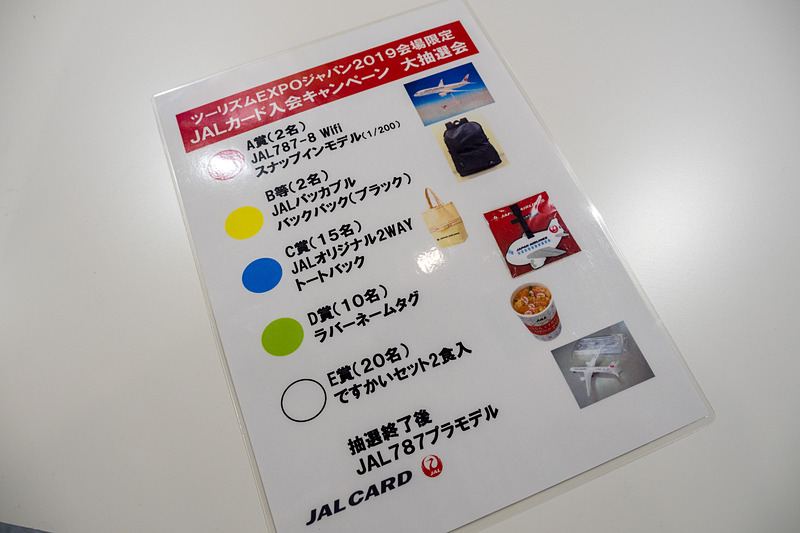 ツーリズムEXPOジャパン2019会場限定
JALカード入会キャンペーン 大抽選会
A賞(2名)
JAL787-8 Wifi
スナップインモデル(1/200)
B等(2名)
JALパッカブル
バックパック(ブラック)
C賞(15名)
JALオリジナル2WAY
トートバック
D賞(10名)
ラバーネームタグ
E賞(20名)
ですかいセット2食入
抽選終了後
JAL787プラモデル
JAL CARD
JAL